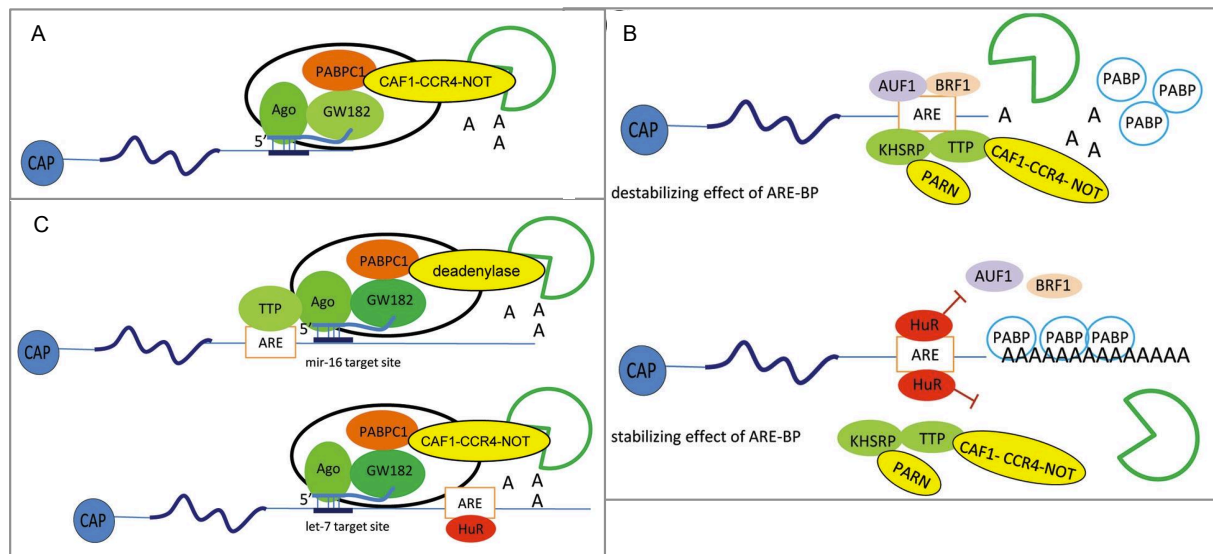 A
PABPC1
CAF1-CCR4-NOT
Ago
GW182
5'
A A
A
CAP
B
AUF1 BRF1
PABP
PABP
PABP
ARE
A
A
A A
KHSRP TTP
CAF1-CCR4- NOT
PARN
CAP
destabilizing effect of ARE-BP
AUF1
BRF1
HuR
PABP PABP PABP
ARE
AAAAAAAAAAAAAA
HuR
CAP
stabilizing effect of ARE-BP
KHSRP TTP
CAF1- CCR4-NOT
PARN
C
PABPC1
deadenylase
TTP
Ago
GW182
5'
A A
A
ARE
CAP
mir-16 target site
PABPC1
CAF1-CCR4-NOT
Ago
GW182
5'
A A
A
ARE
HuR
CAP
let-7 target site